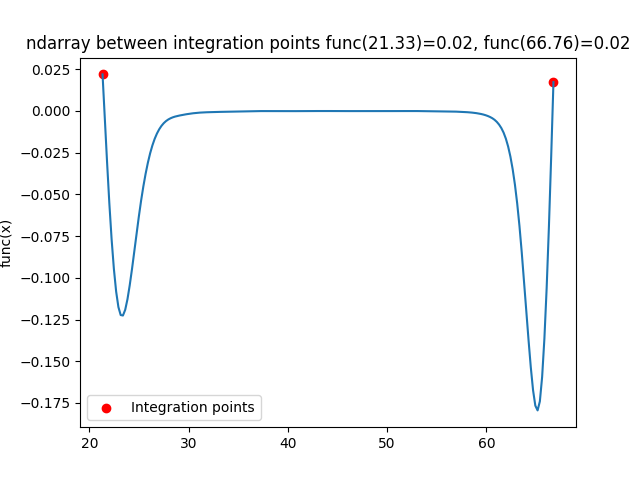 ndarray between integration points func(21.33)=0.02, func(66.76)=0.02
0.025
0.000
−0.025
−0.050
−0.075
−0.100
−0.125
−0.150
−0.175
func(x)
Integration points
20 30 40 50 60